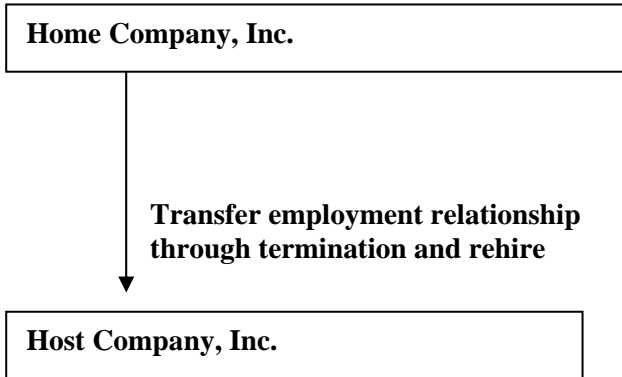 Home Company, Inc.
Transfer employment relationship
through termination and rehire
Host Company, Inc.